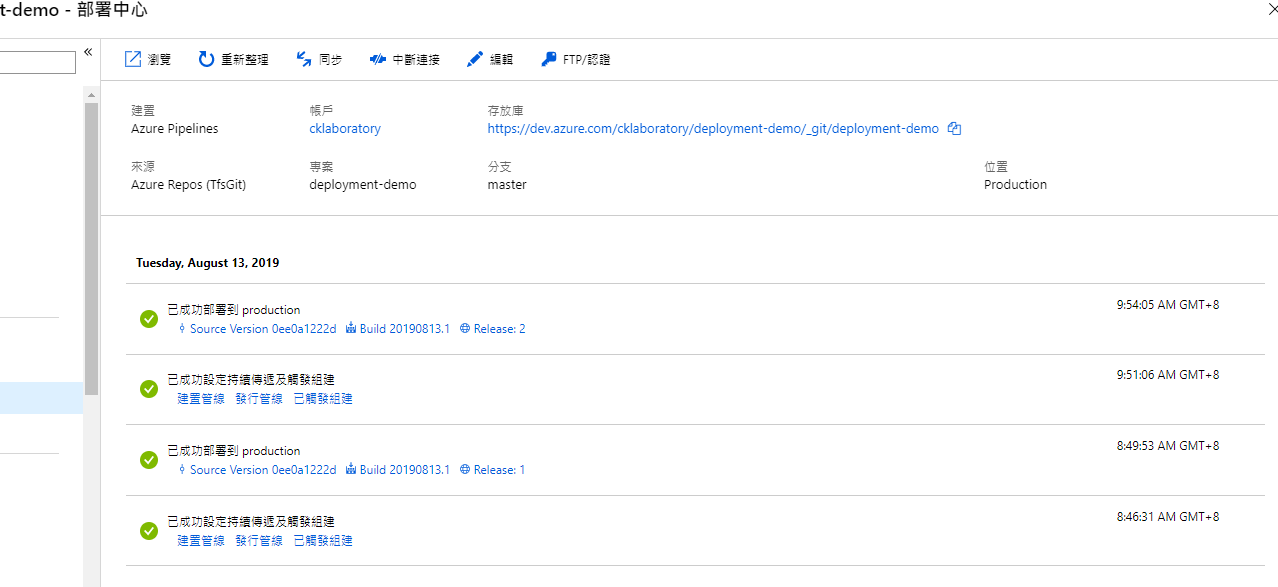 t-demo - 部署中心
瀏覽 重新整理 同步 中斷連接 編輯 FTP/認證
建置 帳戶 存放庫
Azure Pipelines cklaboratory https://dev.azure.com/cklaboratory/deployment-demo/_git/deployment-demo
來源 專案 分支 位置
Azure Repos (TfsGit) deployment-demo master Production
Tuesday, August 13, 2019
已成功部署到 production 9:54:05 AM GMT+8
Source Version 0ee0a1222d Build 20190813.1 Release: 2
已成功設定持續傳遞及觸發組建 9:51:06 AM GMT+8
建置管線 發行管線 已觸發組建
已成功部署到 production 8:49:53 AM GMT+8
Source Version 0ee0a1222d Build 20190813.1 Release: 1
已成功設定持續傳遞及觸發組建 8:46:31 AM GMT+8
建置管線 發行管線 已觸發組建